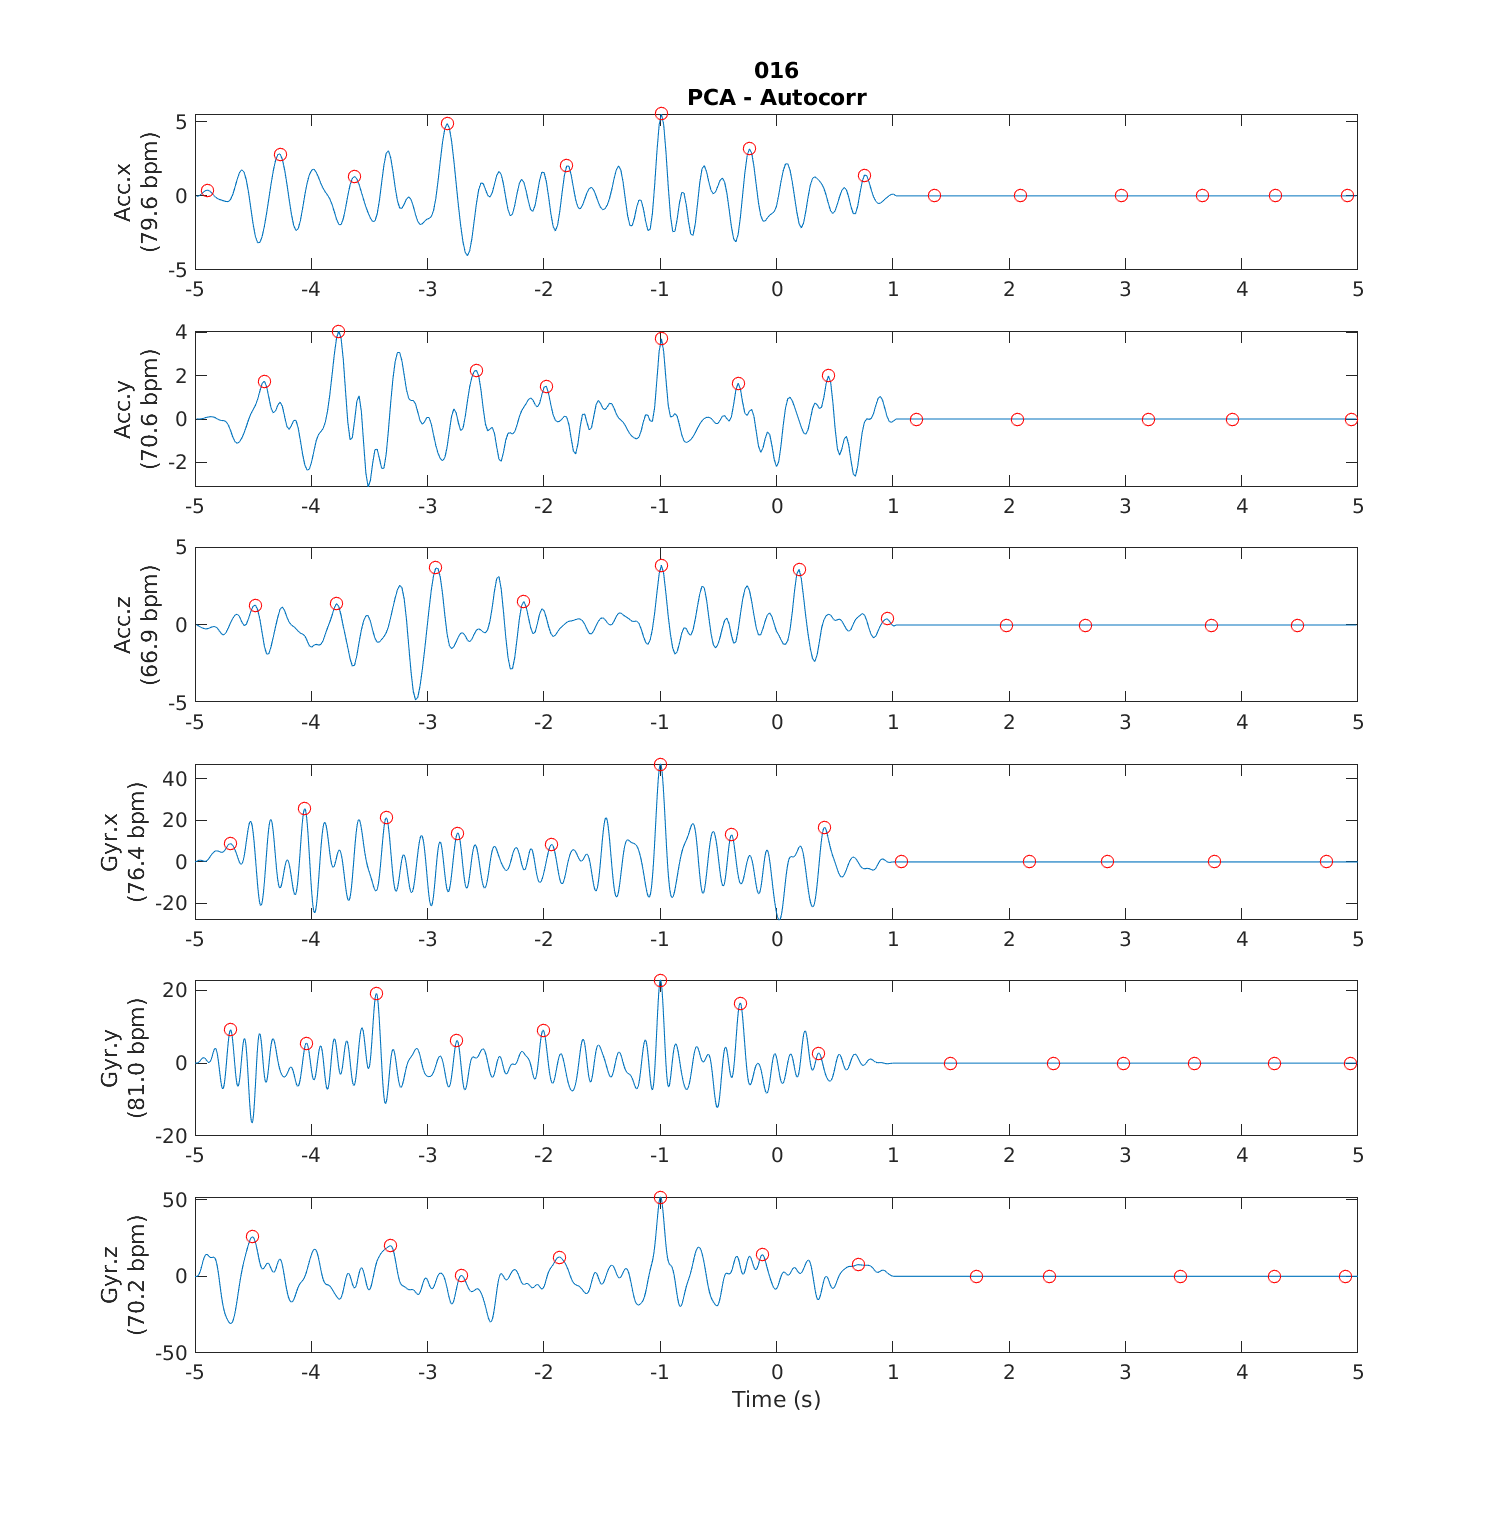 016
PCA - Autocorr
Acc.x
(79.6 bpm)
5
0
-5
-5 -4 -3 -2 -1 0 1 2 3 4 5
Acc.y
(70.6 bpm)
4
2
0
-2
-5 -4 -3 -2 -1 0 1 2 3 4 5
Acc.z
(66.9 bpm)
5
0
-5
-5 -4 -3 -2 -1 0 1 2 3 4 5
Gyr.x
(76.4 bpm)
40
20
0
-20
-5 -4 -3 -2 -1 0 1 2 3 4 5
Gyr.y
(81.0 bpm)
20
0
-20
-5 -4 -3 -2 -1 0 1 2 3 4 5
Gyr.z
(70.2 bpm)
50
0
-50
-5 -4 -3 -2 -1 0 1 2 3 4 5
Time (s)